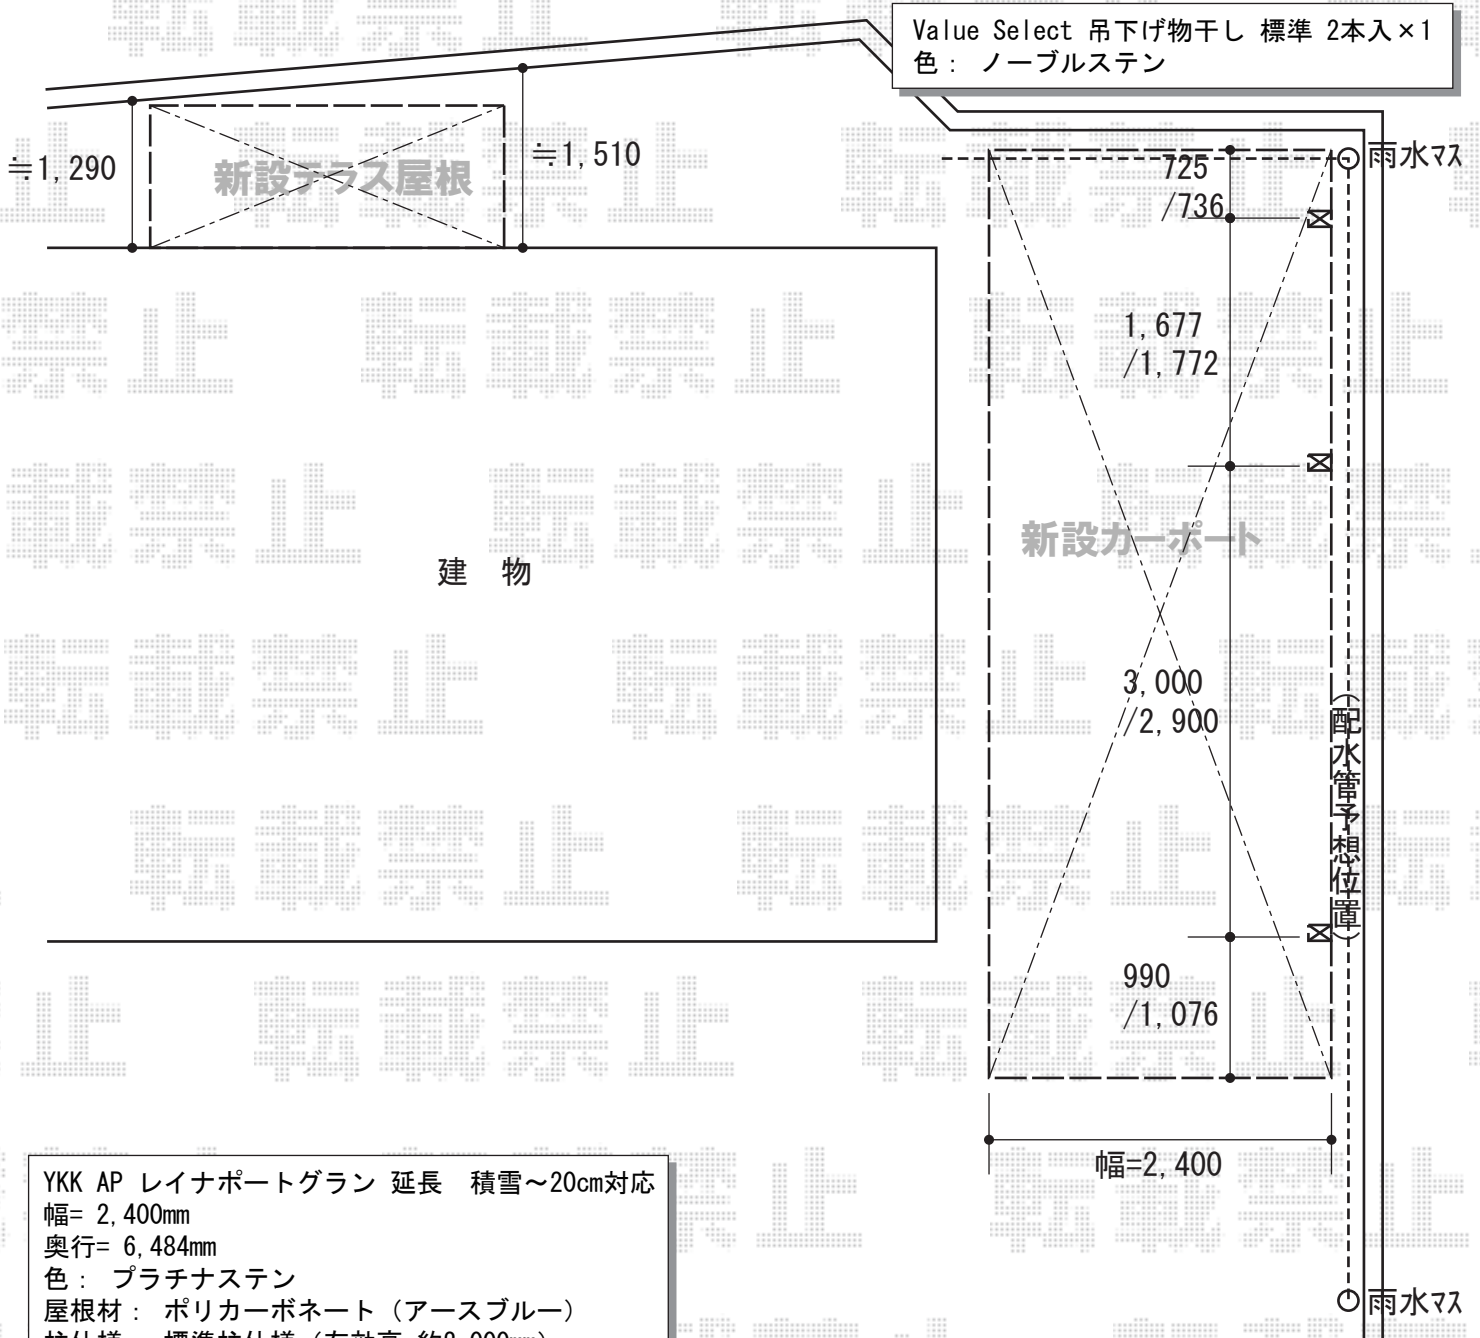 Value Select 吊下げ物干し 標準 2本入×1
色： ノーブルステン
≒1,290
新設テラス屋根
≒1,510
雨水マス
725
/736
1,677
/1,772
新設カーポート
建 物
3,000
/2,900
(配水管予想位置)
990
/1,076
幅=2,400
YKK AP レイナポートグラン 延長 積雪～20cm対応
幅= 2,400mm
奥行= 6,484mm
色： プラチナステン
屋根材： ポリカーボネート（アースブルー）
雨水マス
転載禁止